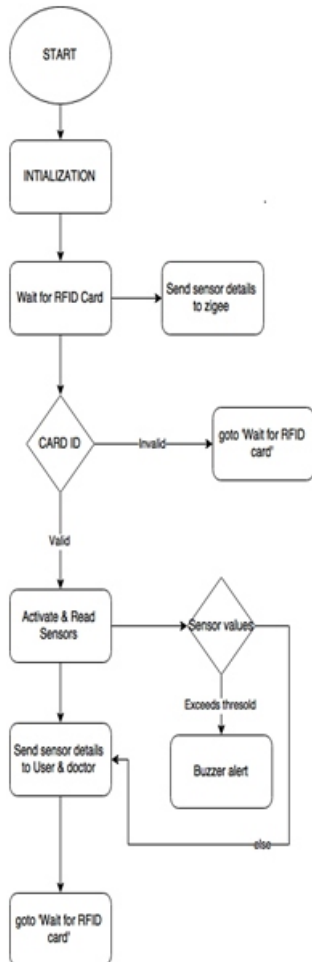 START
INTIALIZATION
Wait for RFID Card
Send sensor details
to zigee
CARD ID
Invalid
goto 'Wait for RFID
card'
Valid
Activate & Read
Sensors
Sensor values
Exceeds thresold
Send sensor details
to User & doctor
Buzzer alert
else
goto 'Wait for RFID
card'